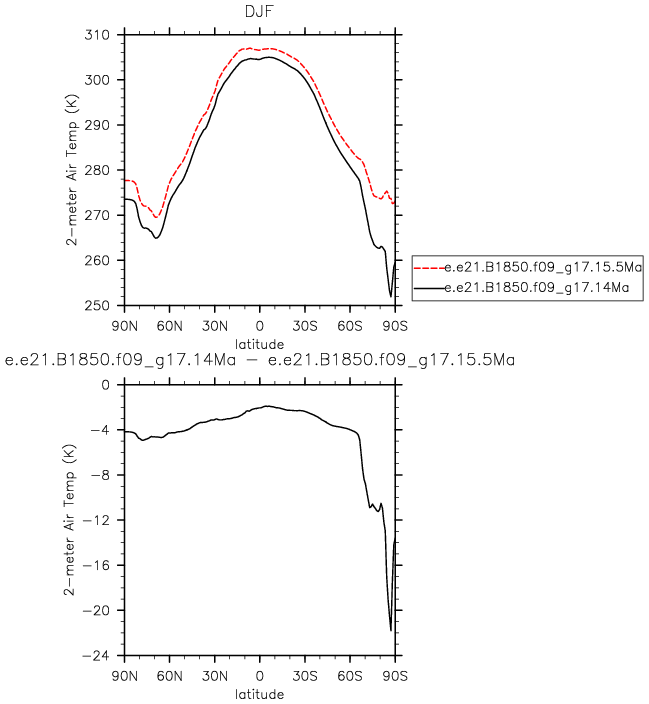 DJF
310
300
290
280
270
260
250
2-meter Air Temp (K)
90N 60N 30N 0 30S 60S 90S
latitude
e.e21.B1850.f09_g17.15.5Ma
e.e21.B1850.f09_g17.14Ma
e.e21.B1850.f09_g17.14Ma - e.e21.B1850.f09_g17.15.5Ma
0
-4
-8
-12
-16
-20
-24
2-meter Air Temp (K)
90N 60N 30N 0 30S 60S 90S
latitude